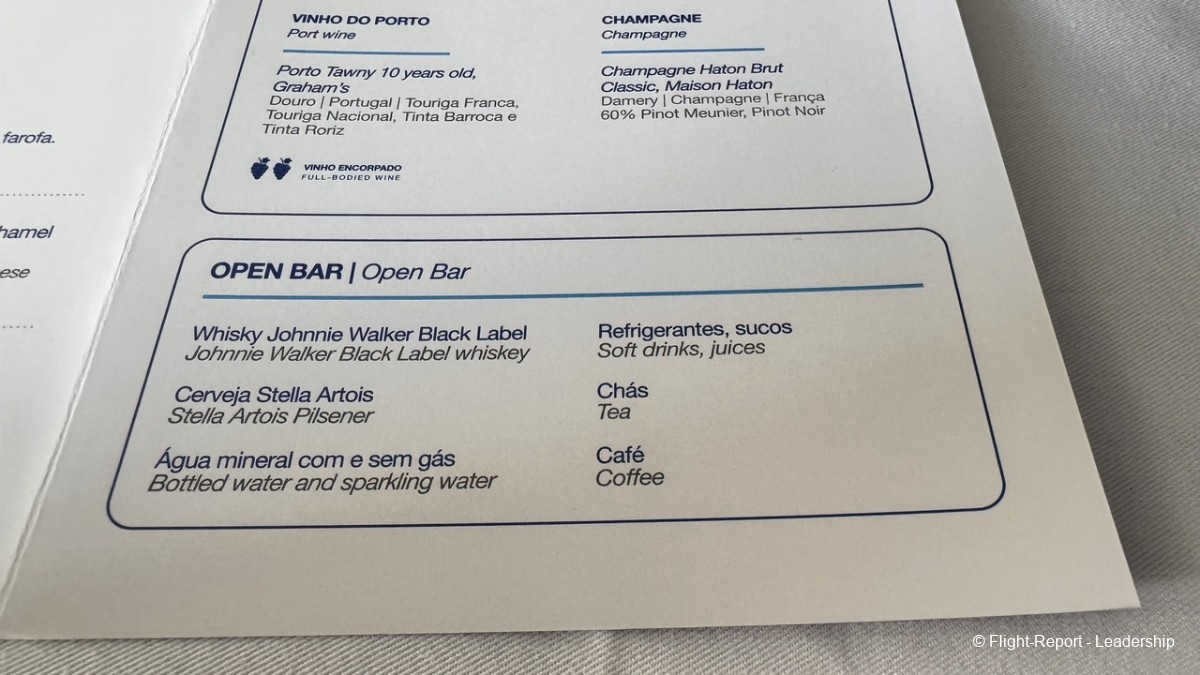 farofa.
hamel
ese
VINHO DO PORTO
Port wine
Porto Tawny 10 years old,
Graham's
Douro | Portugal | Touriga Franca,
Touriga Nacional, Tinta Barroca e
Tinta Roriz
VINHO ENCORPADO
FULL-BODIED WINE
CHAMPAGNE
Champagne
Champagne Haton Brut
Classic, Maison Haton
Damery | Champagne | França
60% Pinot Meunier, Pinot Noir
OPEN BAR | Open Bar
Whisky Johnnie Walker Black Label
Johnnie Walker Black Label whiskey
Cerveja Stella Artois
Stella Artois Pilsener
Água mineral com e sem gás
Bottled water and sparkling water
Refrigerantes, sucos
Soft drinks, juices
Chás
Tea
Café
Coffee
© Flight-Report - Leadership